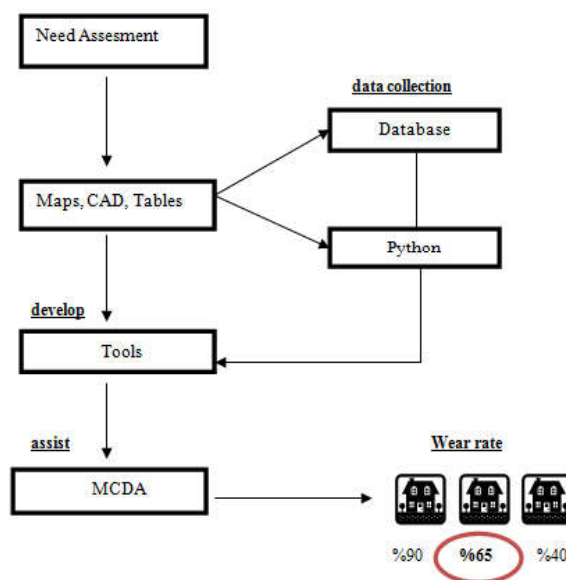 Need Assesment
data collection
Database
Maps, CAD, Tables
Python
develop
Tools
assist
Wear rate
MCDA
%90 %65 %40